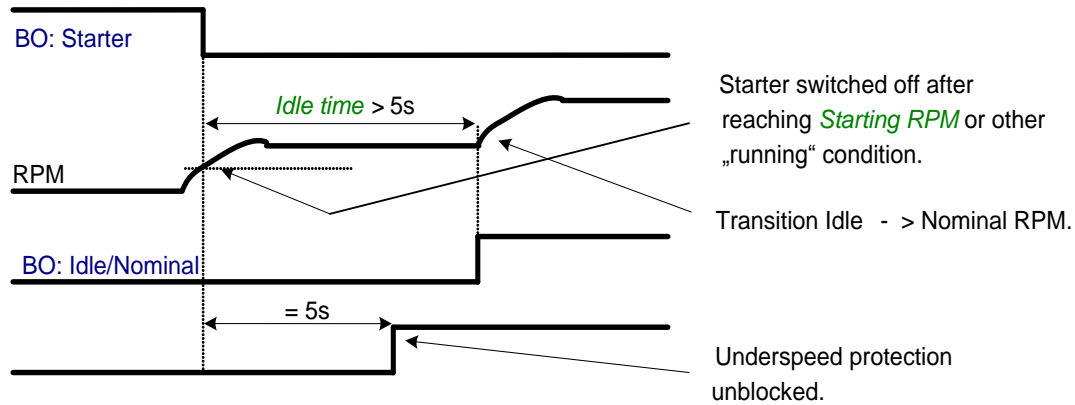 BO: Starter
Idle time > 5s
RPM
BO: Idle/Nominal
= 5s
Starter switched off after
reaching Starting RPM or other
„running“ condition.
Transition Idle - > Nominal RPM.
Underspeed protection
unblocked.